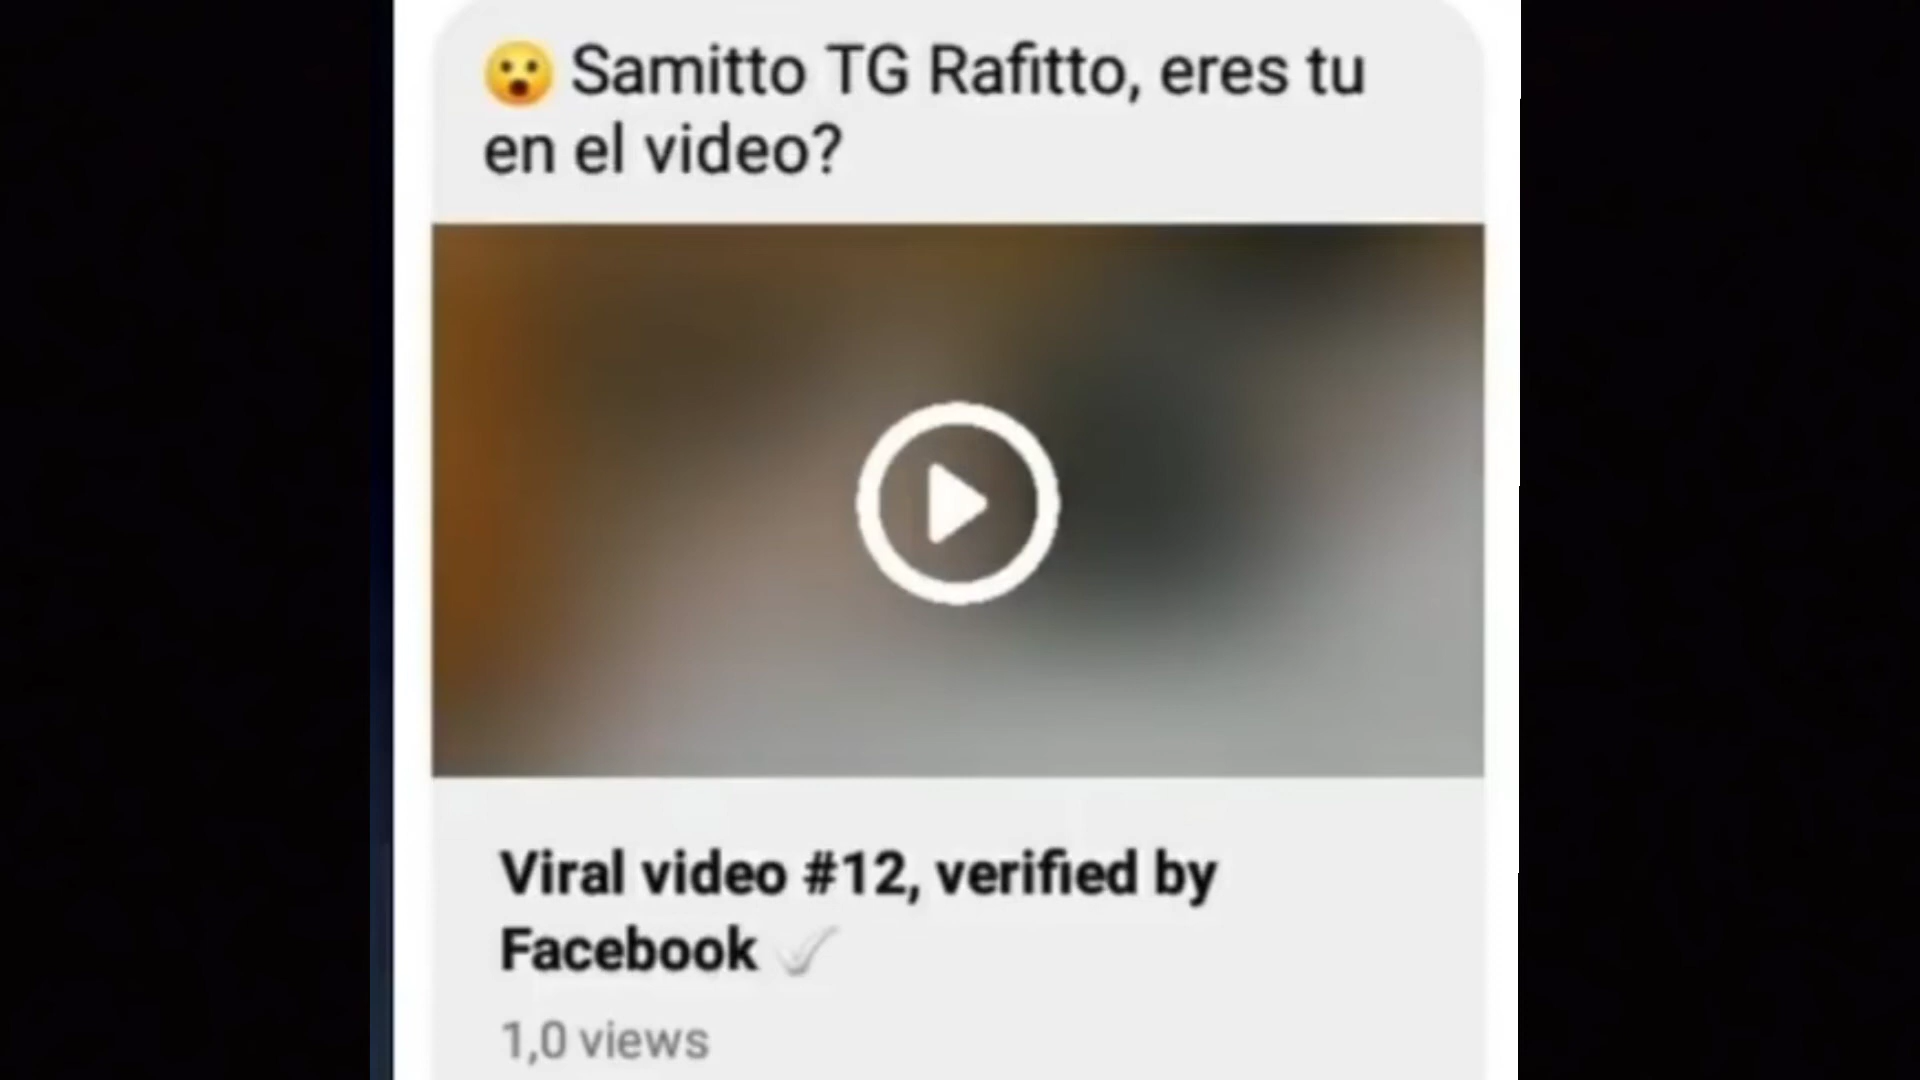 😮 Samitto TG Rafitto, eres tu
en el video?
Viral video #12, verified by
Facebook ✓
1,0 views